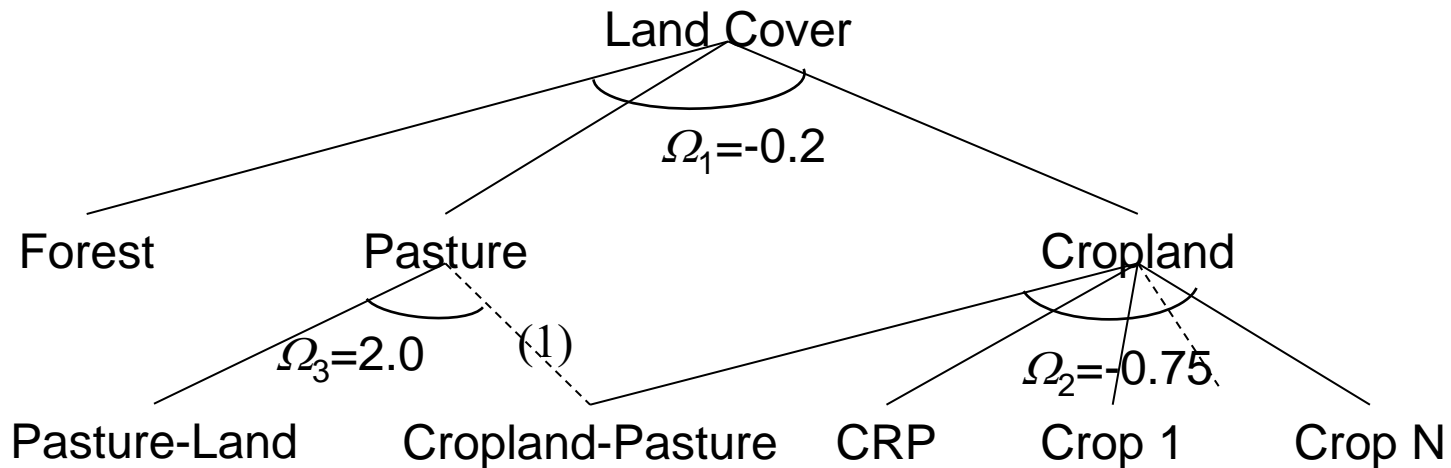 Land Cover
Ω₁=-0.2
Forest Pasture Cropland
Ω₃=2.0 (1) Ω₂=-0.75
Pasture-Land Cropland-Pasture CRP Crop 1 Crop N